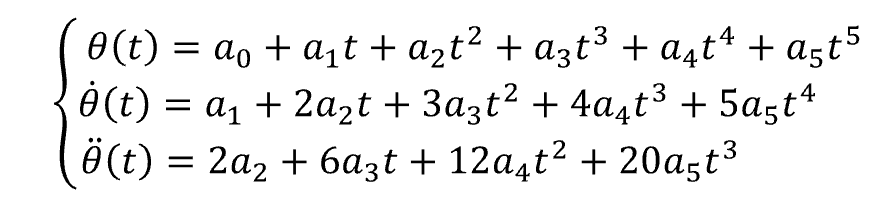 θ(t) = a₀ + a₁t + a₂t² + a₃t³ + a₄t⁴ + a₅t⁵
θ̇(t) = a₁ + 2a₂t + 3a₃t² + 4a₄t³ + 5a₅t⁴
θ̈(t) = 2a₂ + 6a₃t + 12a₄t² + 20a₅t³